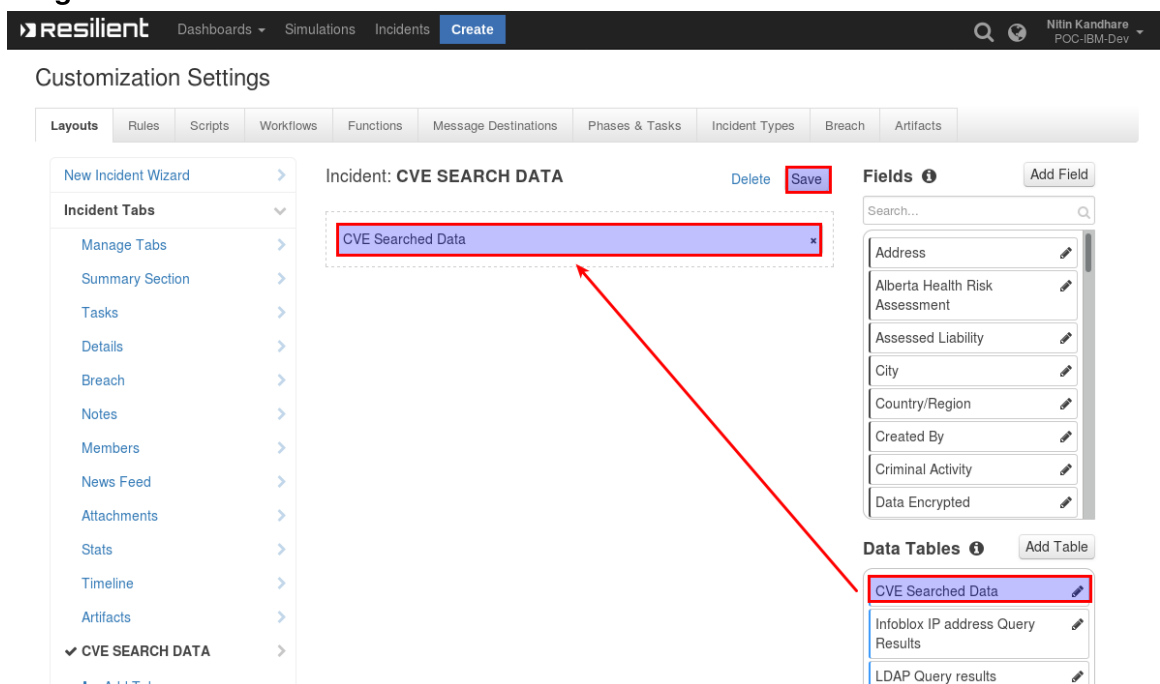 Resilient Dashboards Simulations Incidents Create Nitin Kandhare
POC-IBM-Dev
Customization Settings
Layouts Rules Scripts Workflows Functions Message Destinations Phases & Tasks Incident Types Breach Artifacts
New Incident Wizard
Incident Tabs
Manage Tabs
Summary Section
Tasks
Details
Breach
Notes
Members
News Feed
Attachments
Stats
Timeline
Artifacts
CVE SEARCH DATA
Incident: CVE SEARCH DATA Delete Save
CVE Searched Data
Fields Add Field
Search...
Address
Alberta Health Risk
Assessment
Assessed Liability
City
Country/Region
Created By
Criminal Activity
Data Encrypted
Data Tables Add Table
CVE Searched Data
Infoblox IP address Query
Results
LDAP Query results